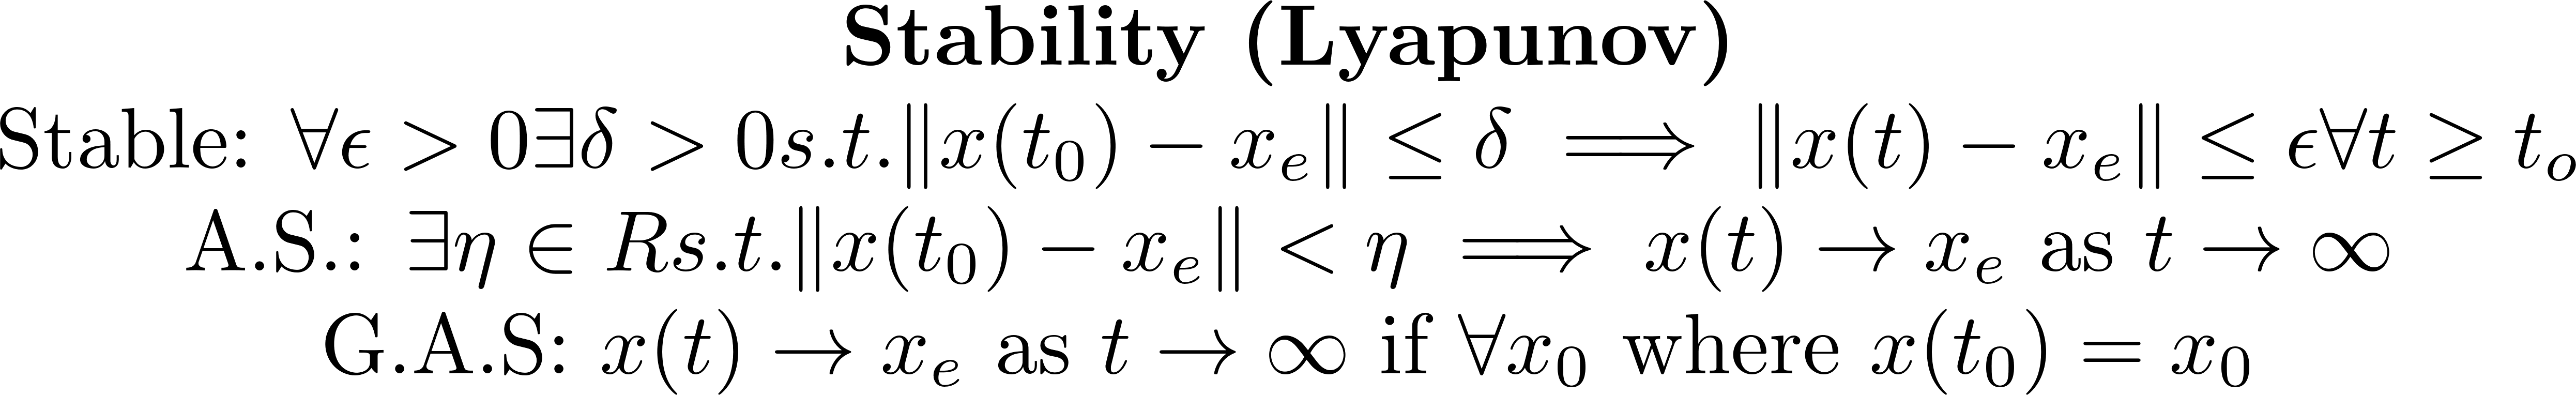 Stability (Lyapunov)
Stable: ∀ϵ > 0∃δ > 0s.t.‖x(t₀) − xₑ‖ ≤ δ ⟹ ‖x(t) − xₑ‖ ≤ ϵ∀t ≥ tₒ
A.S.: ∃η ∈ Rs.t.‖x(t₀) − xₑ‖ < η ⟹ x(t) → xₑ as t → ∞
G.A.S: x(t) → xₑ as t → ∞ if ∀x₀ where x(t₀) = x₀